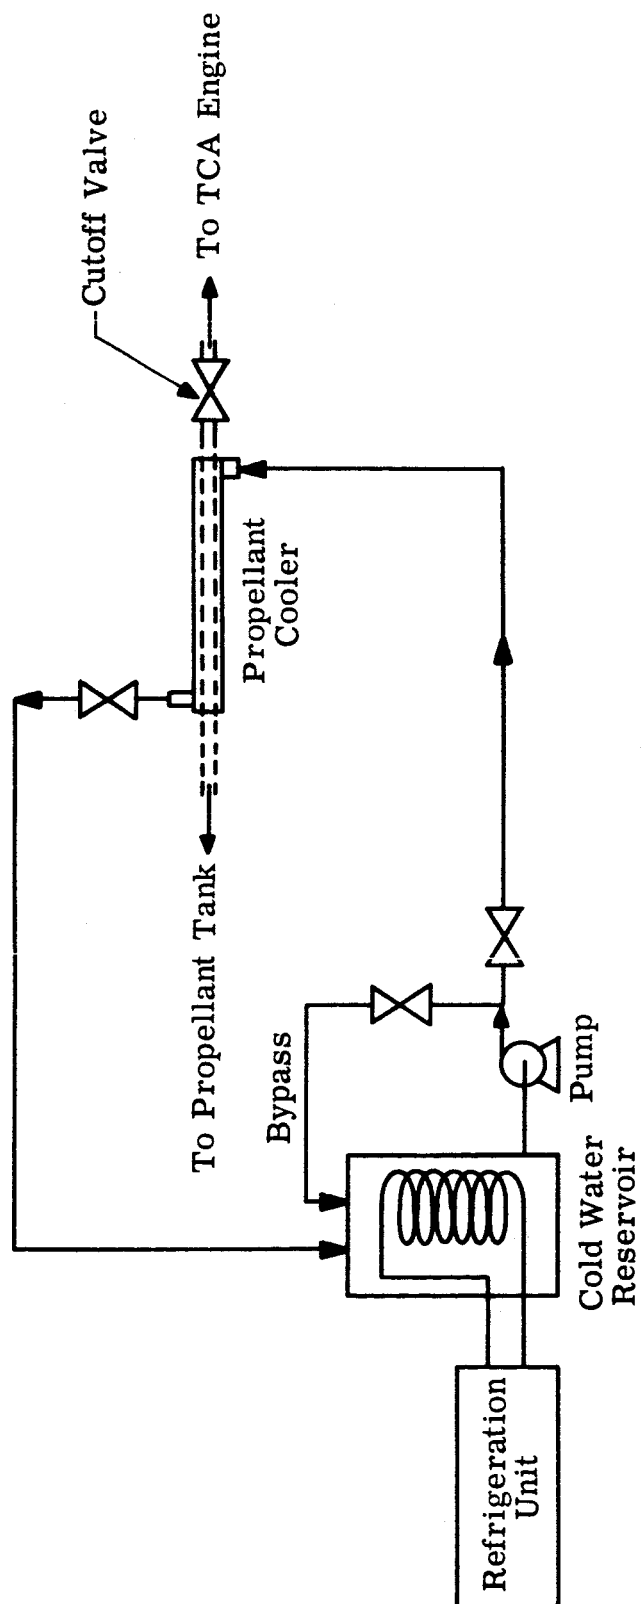 Cutoff Valve
To TCA Engine
Propellant
Cooler
To Propellant Tank
Bypass
Pump
Cold Water
Reservoir
Refrigeration
Unit